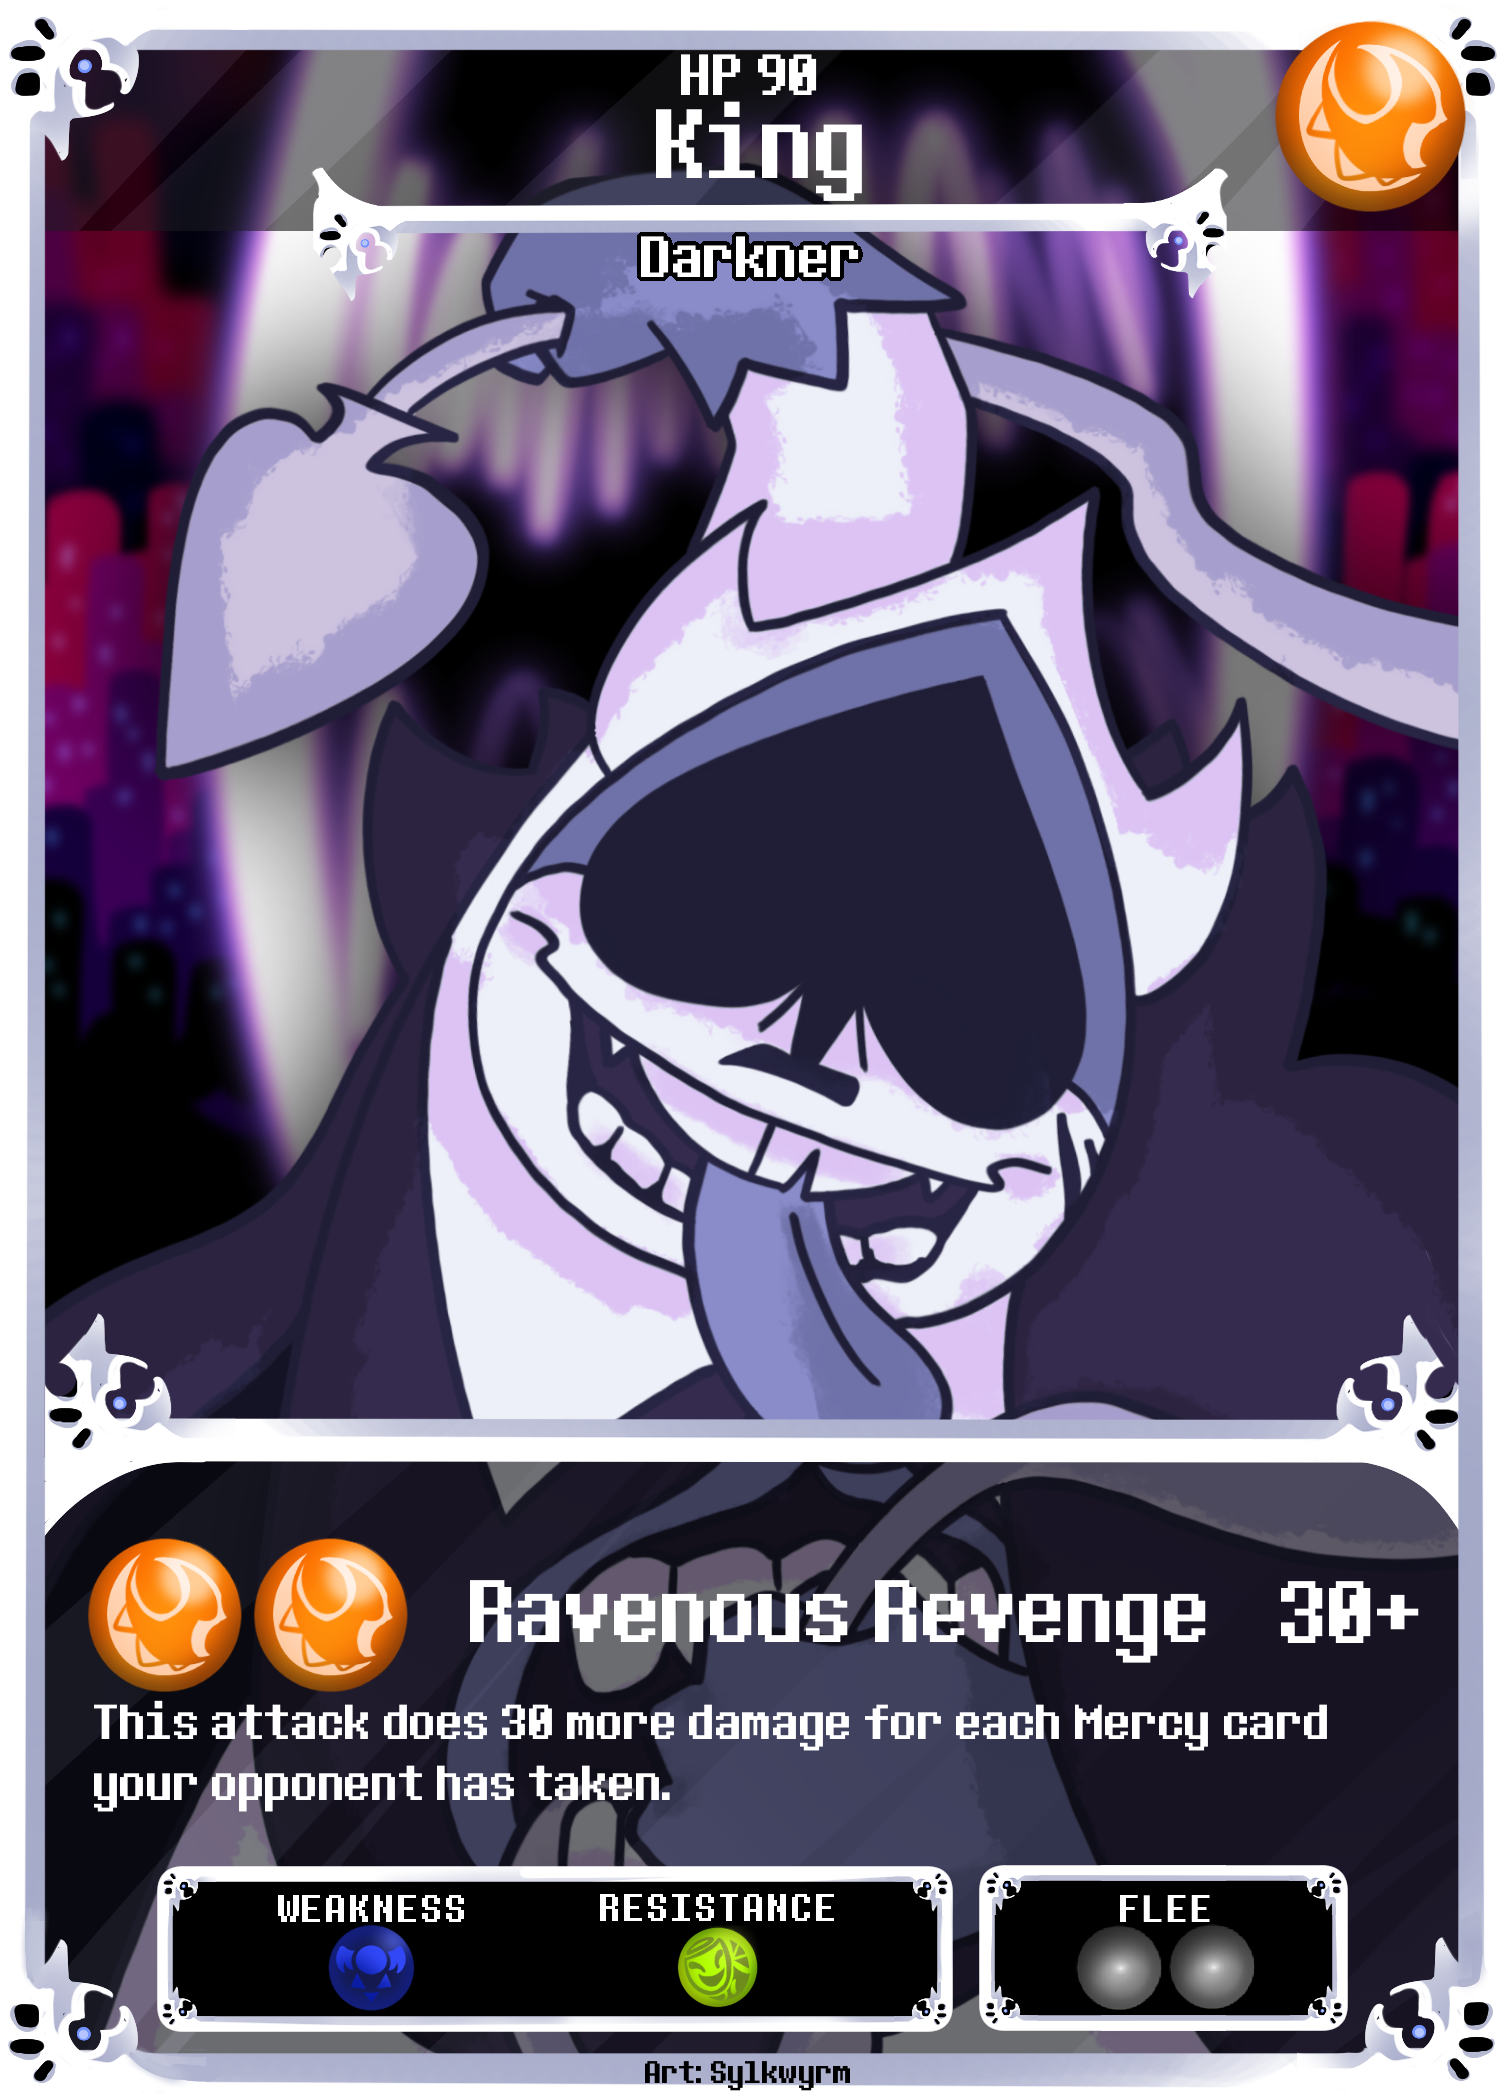 HP 90
King
Darkner
Ravenous Revenge 30+
This attack does 30 more damage for each Mercy card
your opponent has taken.
WEAKNESS RESISTANCE FLEE
Art: Sylkwyrm